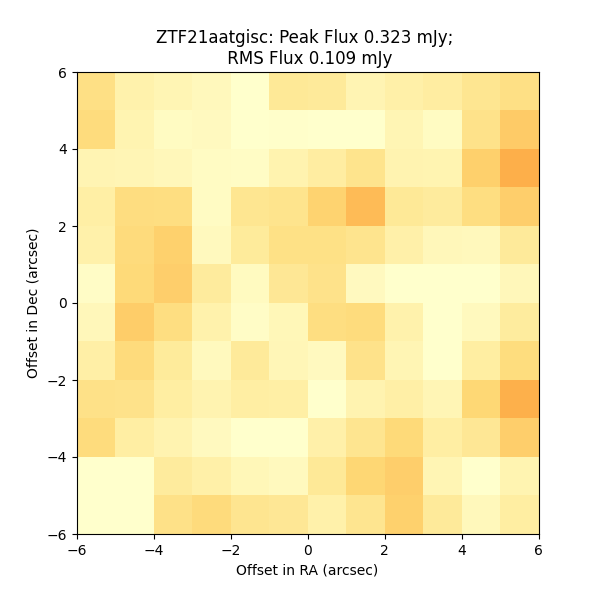 ZTF21aatgisc: Peak Flux 0.323 mJy;
RMS Flux 0.109 mJy
6
4
2
0
−2
−4
−6
Offset in Dec (arcsec)
−6 −4 −2 0 2 4 6
Offset in RA (arcsec)